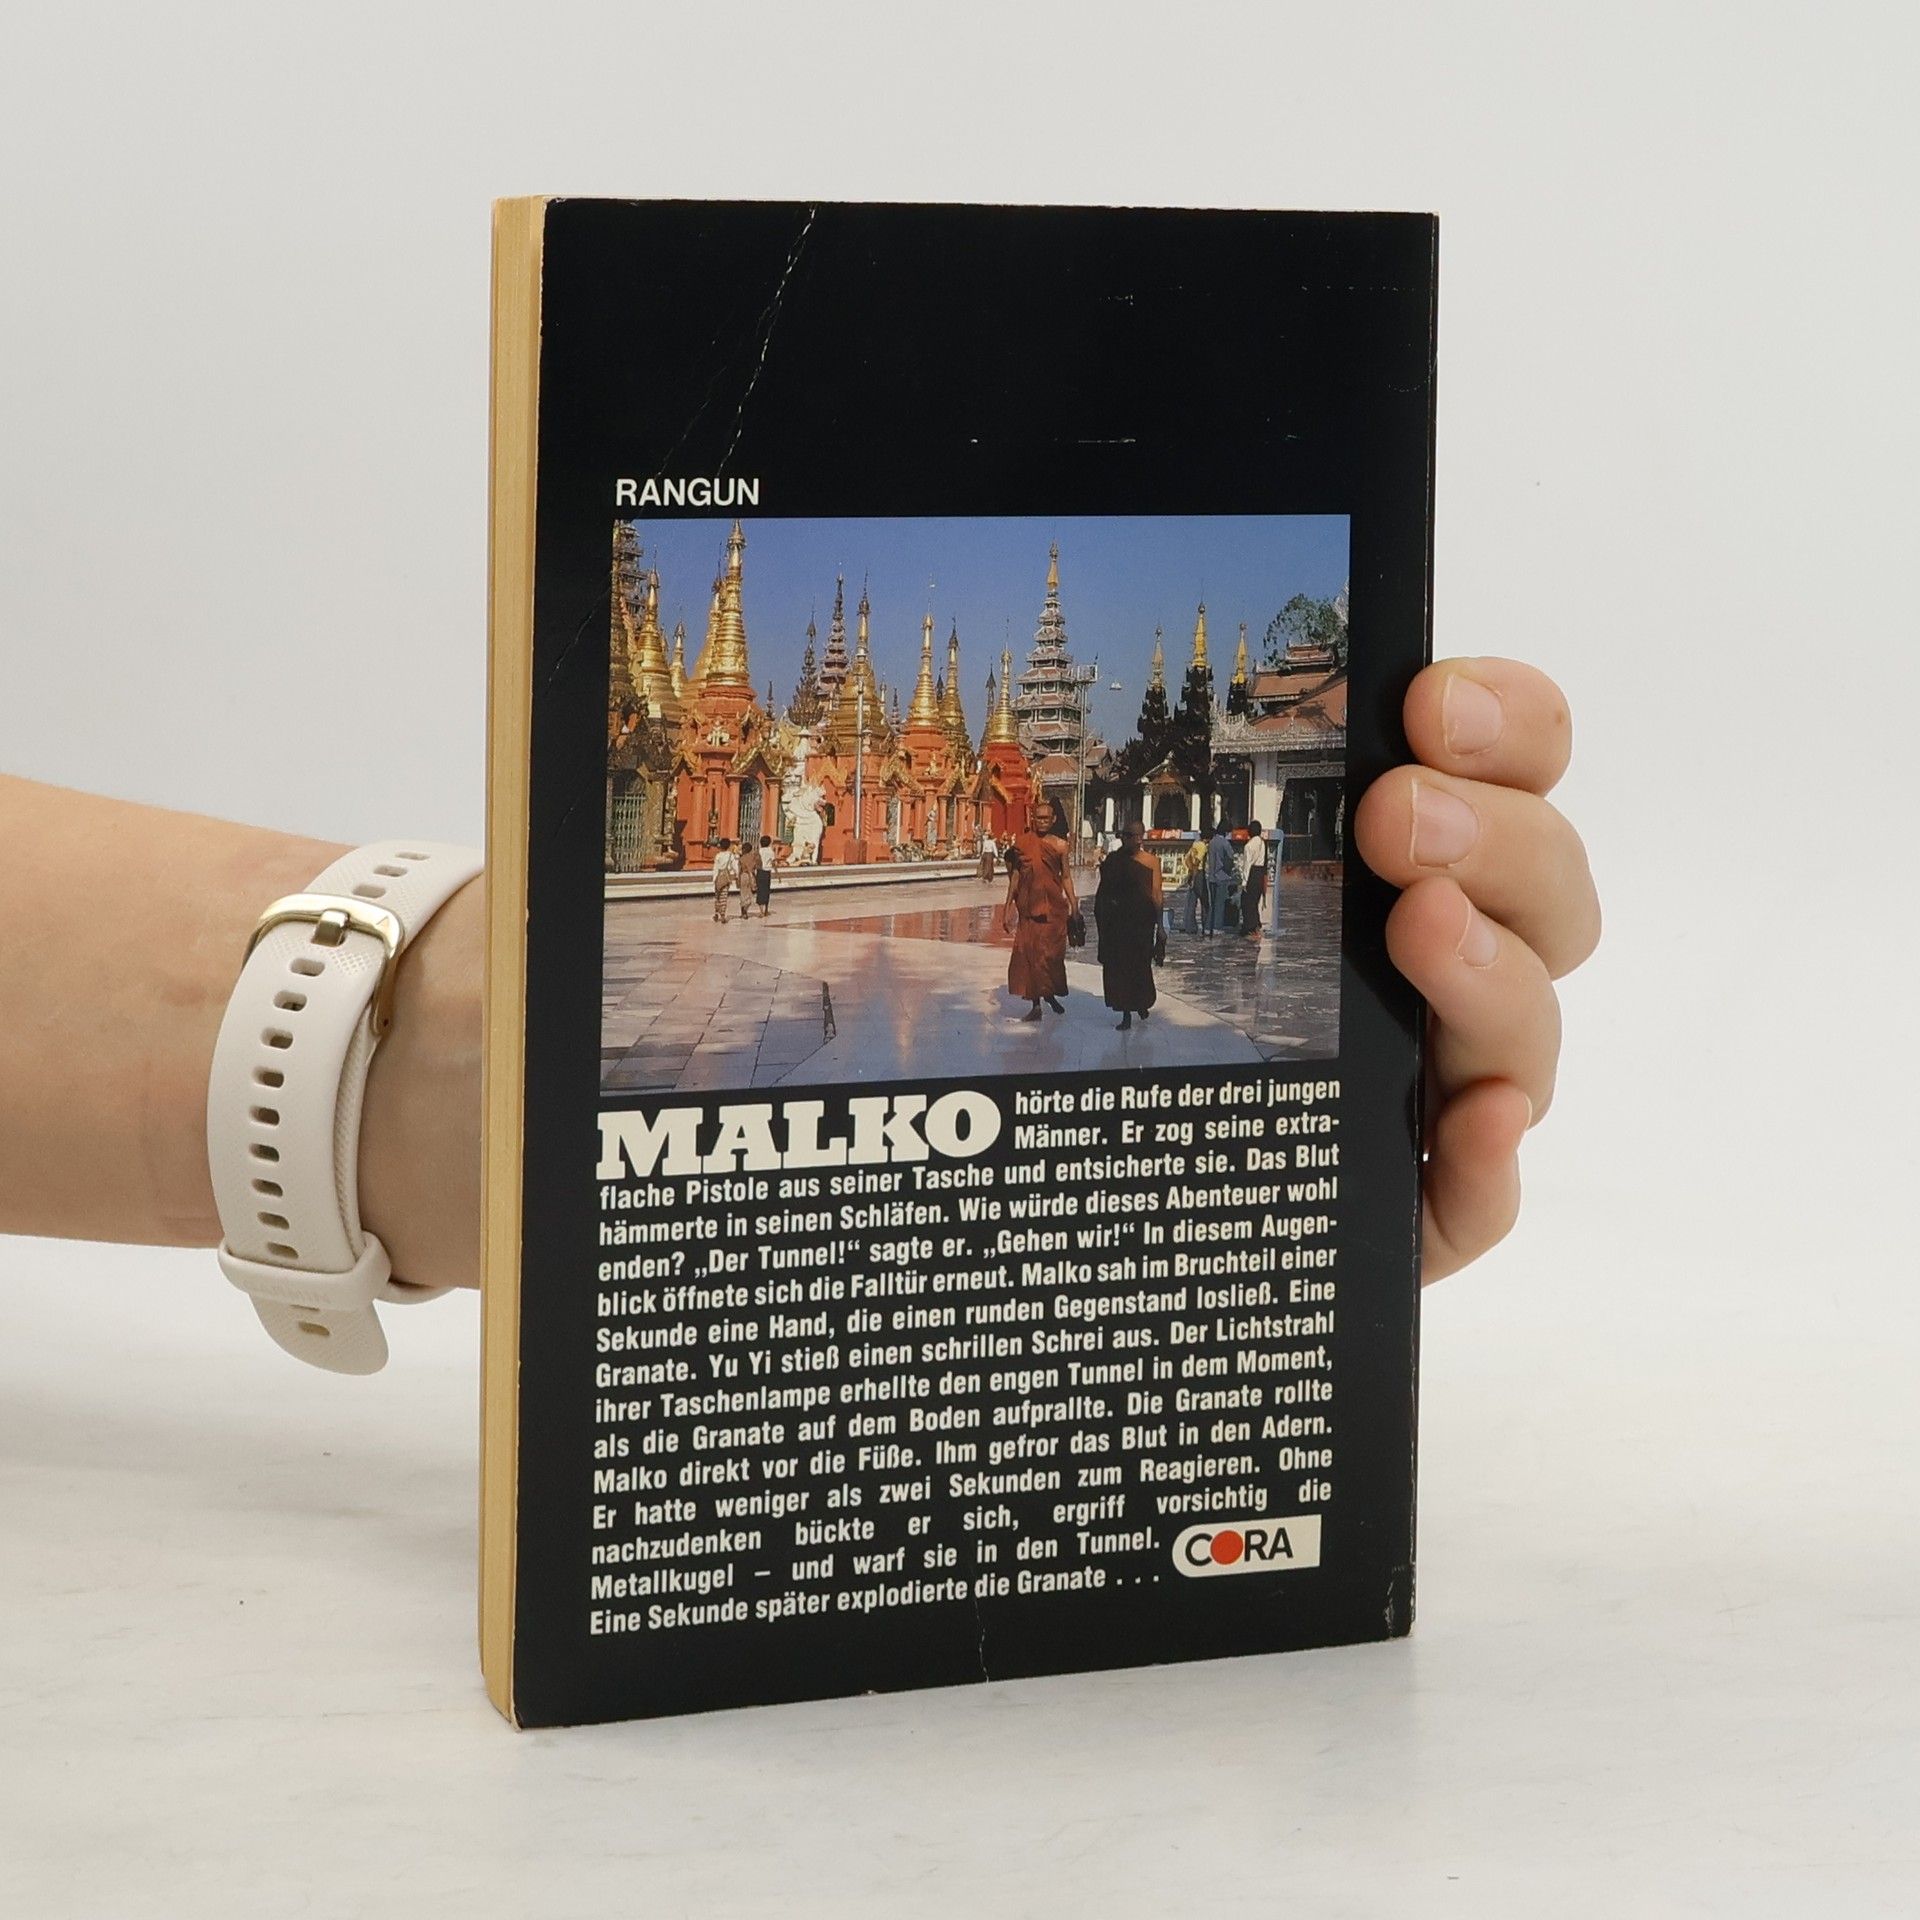 RANGUN
MALKO hörte die Rufe der drei jungen
Männer. Er zog seine extra-
flache Pistole aus seiner Tasche und entsicherte sie. Das Blut
hämmerte in seinen Schläfen. Wie würde dieses Abenteuer wohl
enden? „Der Tunnel!“ sagte er. „Gehen wir!“ In diesem Augen-
blick öffnete sich die Falltür erneut. Malko sah im Bruchteil einer
Sekunde eine Hand, die einen runden Gegenstand losließ. Eine
Granate. Yu Yi stieß einen schrillen Schrei aus. Der Lichtstrahl
ihrer Taschenlampe erhellte den engen Tunnel in dem Moment,
als die Granate auf dem Boden aufprallte. Die Granate rollte
Malko direkt vor die Füße. Ihm gefror das Blut in den Adern.
Er hatte weniger als zwei Sekunden zum Reagieren. Ohne
nachzudenken bückte er sich, ergriff vorsichtig die
Metallkugel – und warf sie in den Tunnel.
Eine Sekunde später explodierte die Granate . . .
CORA